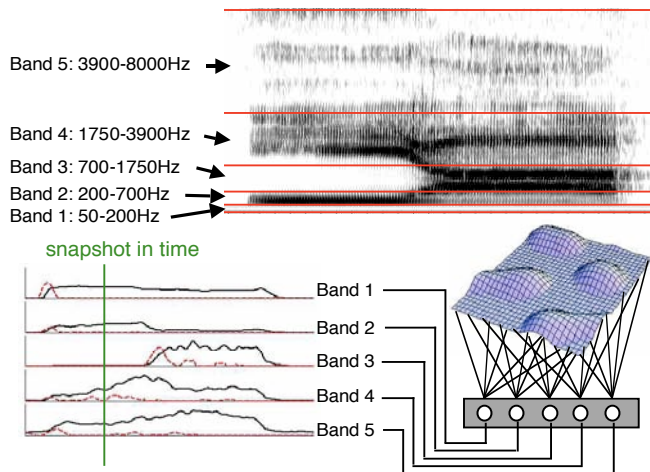 Band 5: 3900-8000Hz
Band 4: 1750-3900Hz
Band 3: 700-1750Hz
Band 2: 200-700Hz
Band 1: 50-200Hz
snapshot in time
Band 1
Band 2
Band 3
Band 4
Band 5